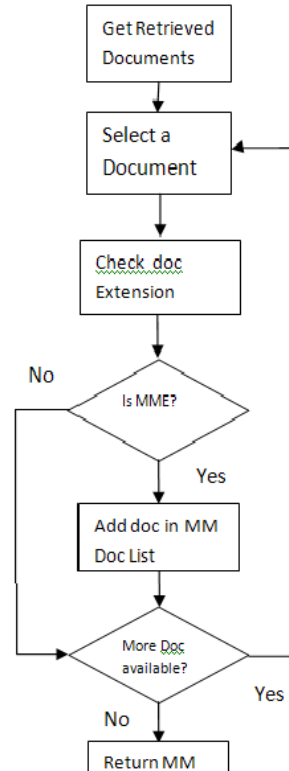 Get Retrieved
Documents
Select a
Document
Check doc
Extension
No
Is MME?
Yes
Add doc in MM
Doc List
More Doc
available?
Yes
No
Return MM